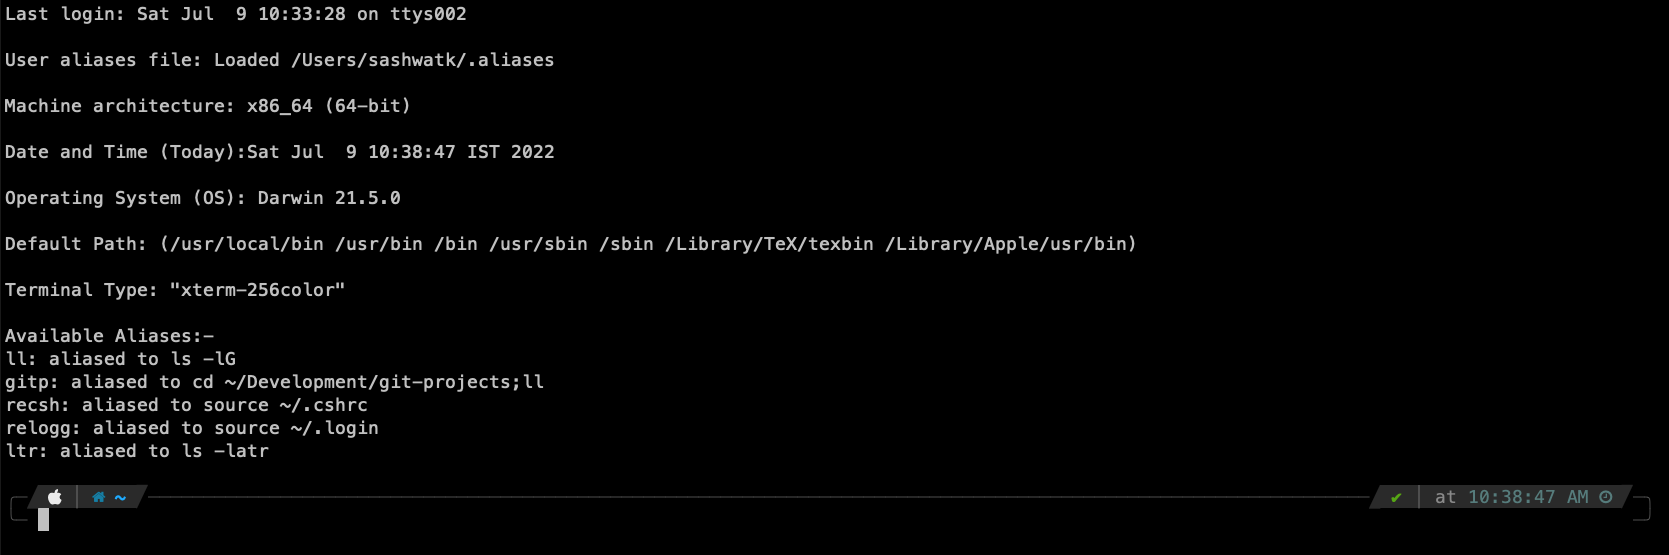 Last login: Sat Jul  9 10:33:28 on ttys002
User aliases file: Loaded /Users/sashwatk/.aliases
Machine architecture: x86_64 (64-bit)
Date and Time (Today):Sat Jul  9 10:38:47 IST 2022
Operating System (OS): Darwin 21.5.0
Default Path: (/usr/local/bin /usr/bin /bin /usr/sbin /sbin /Library/TeX/texbin /Library/Apple/usr/bin)
Terminal Type: "xterm-256color"
Available Aliases:-
ll: aliased to ls -lG
gitp: aliased to cd ~/Development/git-projects;ll
recsh: aliased to source ~/.cshrc
relogg: aliased to source ~/.login
ltr: aliased to ls -latr
~ ✔ at 10:38:47 AM